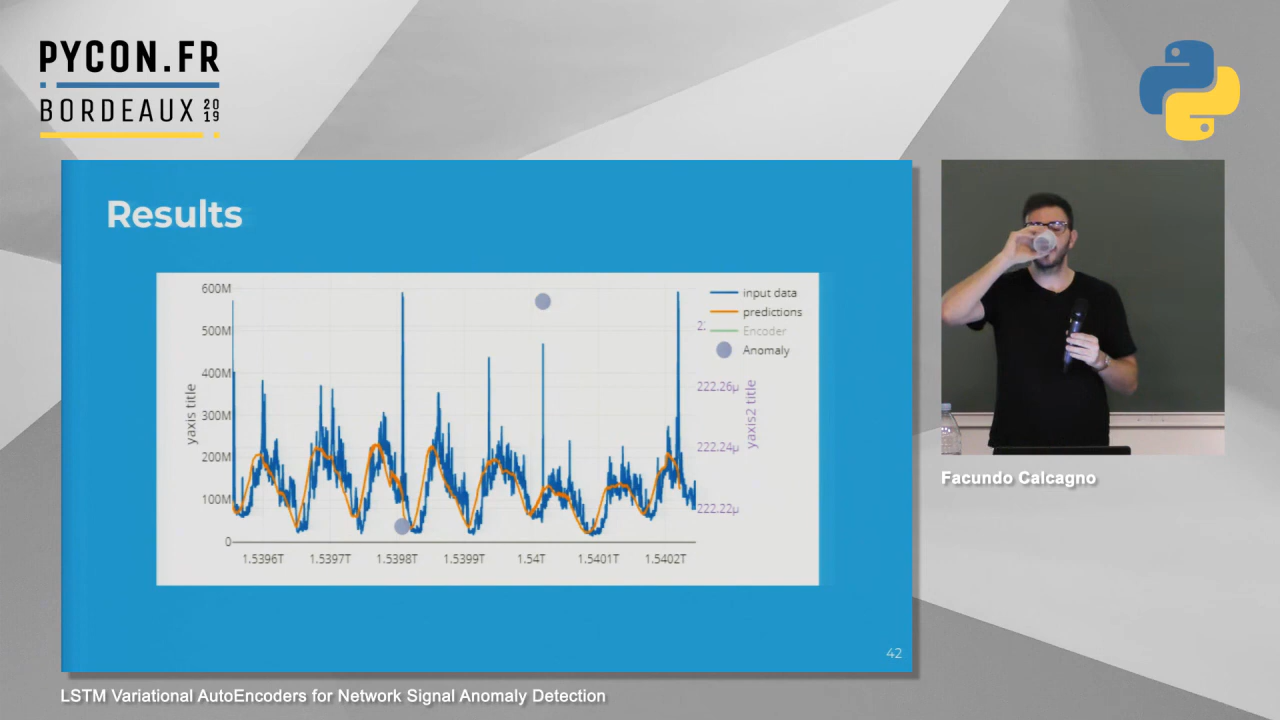 PYCON.FR
BORDEAUX 2019
Results
600M
500M
400M
300M
200M
100M
0
yaxis title
1.5396T
1.5397T
1.5398T
1.5399T
1.54T
1.5401T
1.5402T
222.26μ
222.24μ
222.22μ
yaxis2 title
input data
predictions
Encoder
Anomaly
42
Facundo Calcagno
LSTM Variational AutoEncoders for Network Signal Anomaly Detection